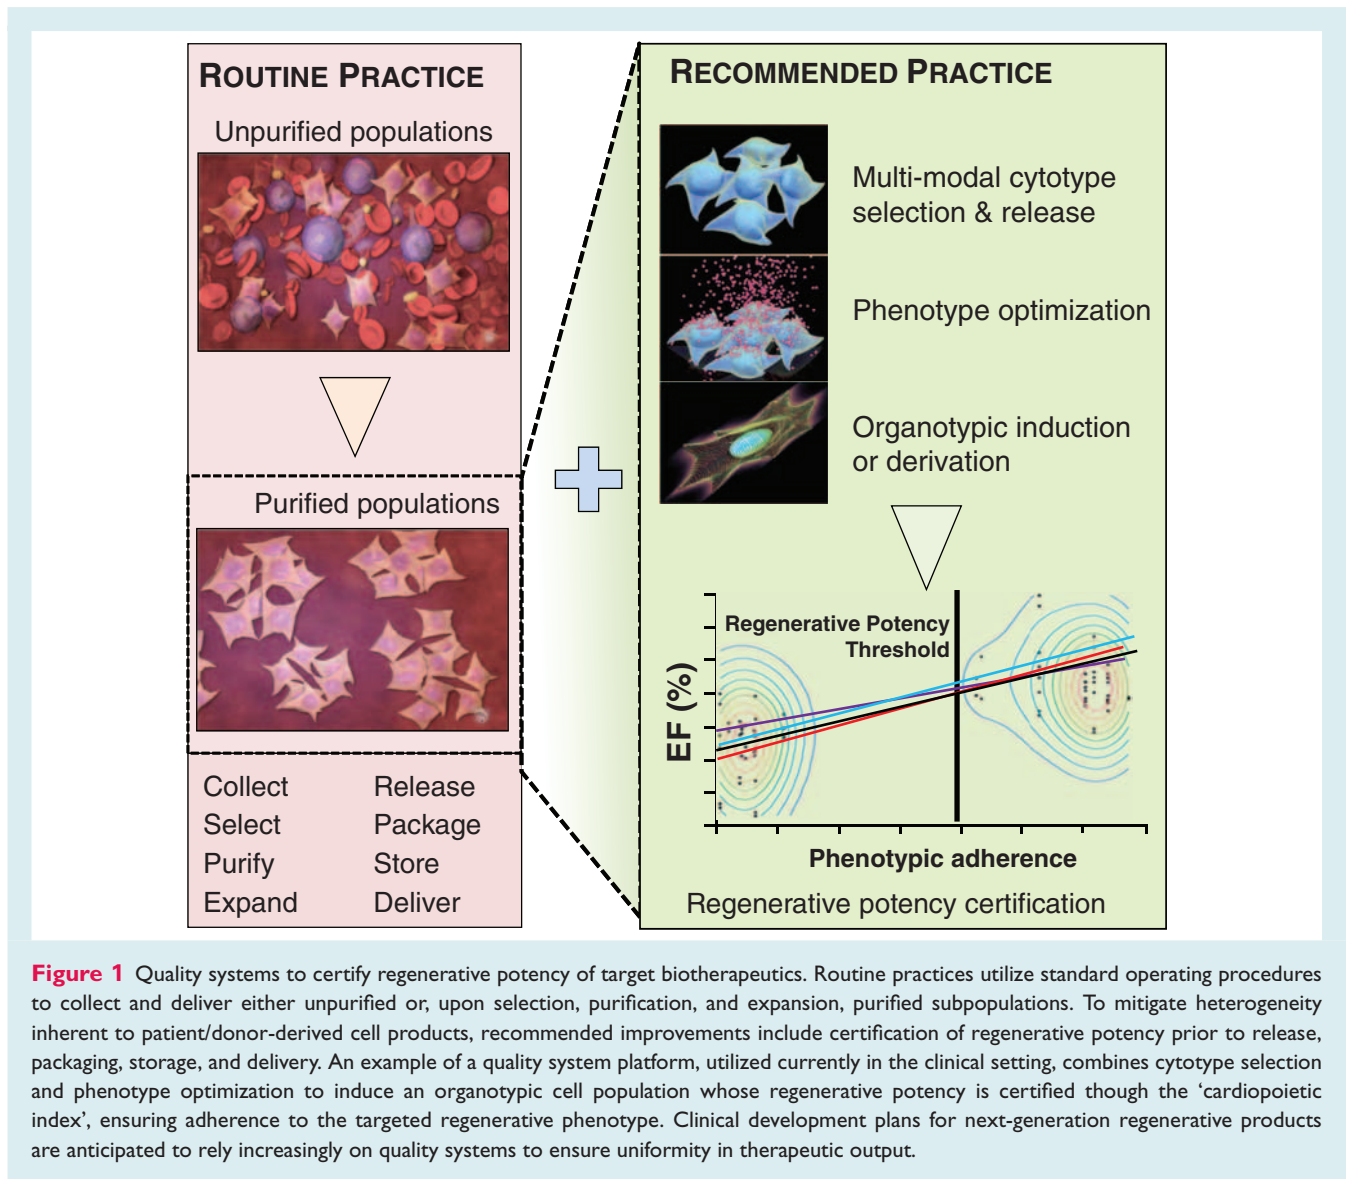 ROUTINE PRACTICE
Unpurified populations
Purified populations
Collect
Select
Purify
Expand
Release
Package
Store
Deliver
RECOMMENDED PRACTICE
Multi-modal cytotype
selection & release
Phenotype optimization
Organotypic induction
or derivation
Regenerative Potency
Threshold
EF (%)
Phenotypic adherence
Regenerative potency certification
Figure 1 Quality systems to certify regenerative potency of target biotherapeutics. Routine practices utilize standard operating procedures
to collect and deliver either unpurified or, upon selection, purification, and expansion, purified subpopulations. To mitigate heterogeneity
inherent to patient/donor-derived cell products, recommended improvements include certification of regenerative potency prior to release,
packaging, storage, and delivery. An example of a quality system platform, utilized currently in the clinical setting, combines cytotype selection
and phenotype optimization to induce an organotypic cell population whose regenerative potency is certified though the ‘cardiopoietic
index’, ensuring adherence to the targeted regenerative phenotype. Clinical development plans for next-generation regenerative products
are anticipated to rely increasingly on quality systems to ensure uniformity in therapeutic output.